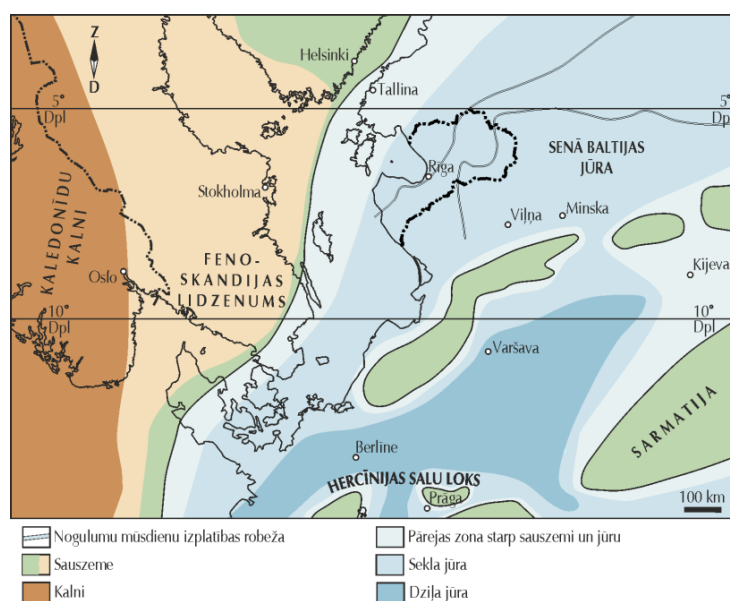 Z
D
Helsinki
Tallina
5°
Dpl
5°
Dpl
SENĀ BALTIJAS
JŪRA
Rīga
Stokholma
Viļņa
Minska
KALEDONĪDU
KALNI
FENO-
SKANDIJAS
LĪDZENUMS
Oslo
Kijeva
10°
Dpl
10°
Dpl
Varšava
SARMATIJA
Berlīne
HERCĪNIJAS SALU LOKS
Prāga
100 km
Nogulumu mūsdienu izplatības robeža
Sauszeme
Kalni
Pārejas zona starp sauszemi un jūru
Sekla jūra
Dziļa jūra